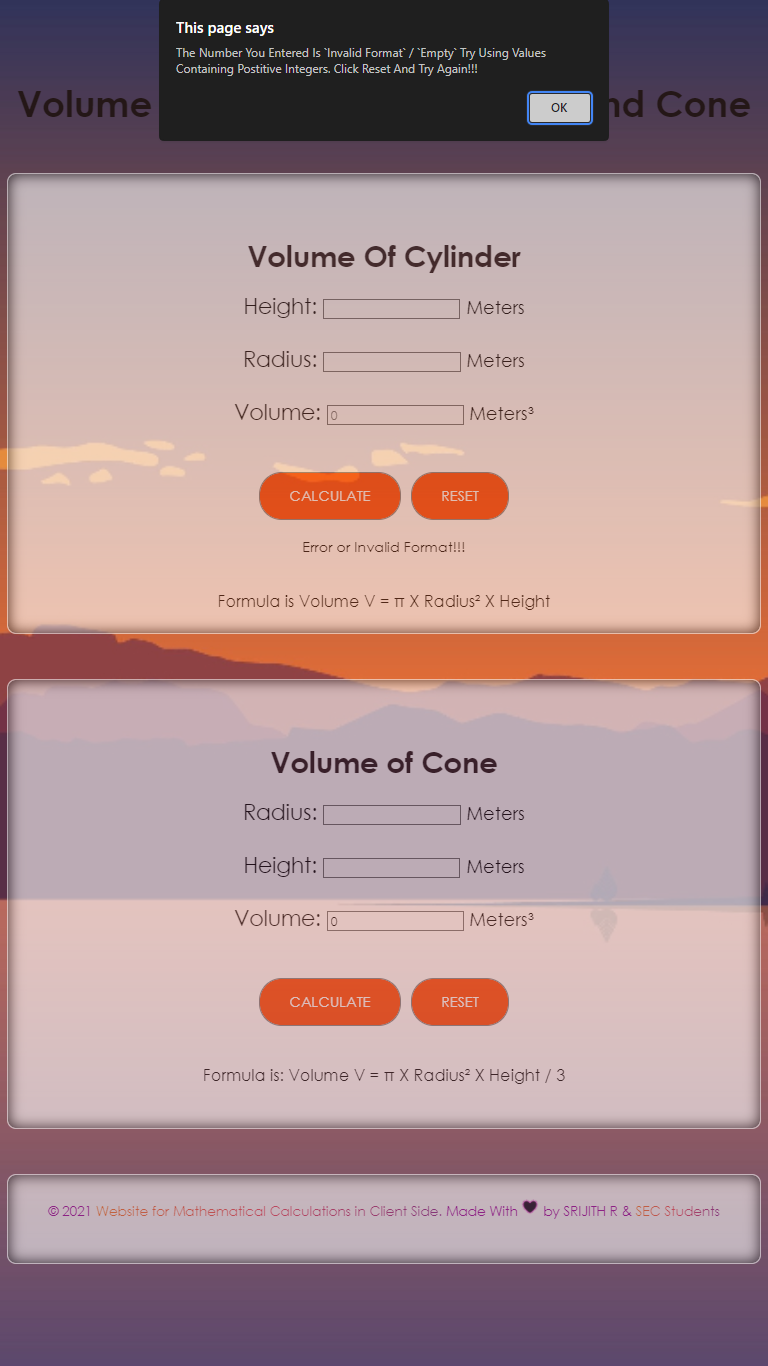 This page says
The Number You Entered Is `Invalid Format` / `Empty` Try Using Values
Containing Postitive Integers. Click Reset And Try Again!!!
OK
Volume Cone
Volume Of Cylinder
Height: Meters
Radius: Meters
Volume: 0 Meters³
CALCULATE RESET
Error or Invalid Format!!!
Formula is Volume V = π X Radius² X Height
Volume of Cone
Radius: Meters
Height: Meters
Volume: 0 Meters³
CALCULATE RESET
Formula is: Volume V = π X Radius² X Height / 3
© 2021 Website for Mathematical Calculations in Client Side. Made With 🖤 by SRIJITH R & SEC Students